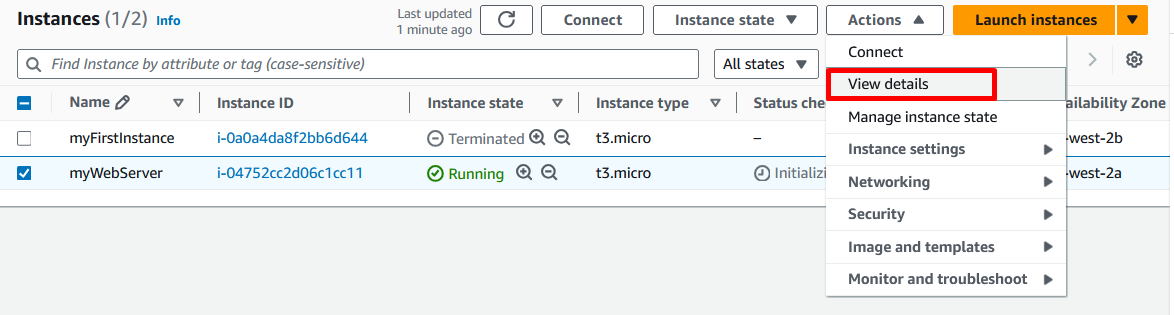 Instances (1/2) Info
Last updated
1 minute ago
Connect
Instance state
Actions
Launch instances
Find Instance by attribute or tag (case-sensitive)
All states
Connect
View details
Manage instance state
Instance settings
Networking
Security
Image and templates
Monitor and troubleshoot
Name
Instance ID
Instance state
Instance type
Status che
ailability Zone
myFirstInstance
i-0a0a4da8f2bb6d644
Terminated
t3.micro
–
-west-2b
myWebServer
i-04752cc2d06c1cc11
Running
t3.micro
Initializi
-west-2a